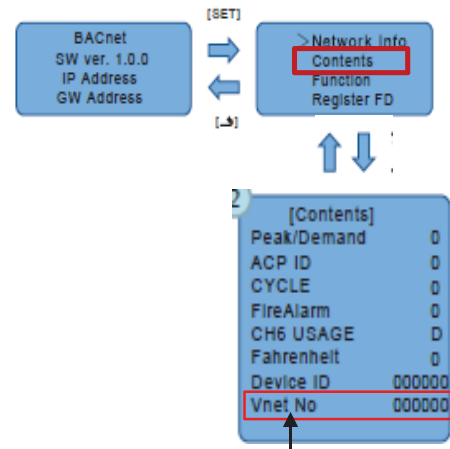 [SET]
BACnet
SW ver. 1.0.0
IP Address
GW Address
>Network Info
Contents
Function
Register FD
[⮐]
2
[Contents]
Peak/Demand 0
ACP ID 0
CYCLE 0
FireAlarm 0
CH6 USAGE D
Fahrenheit 0
Device ID 000000
Vnet No 000000